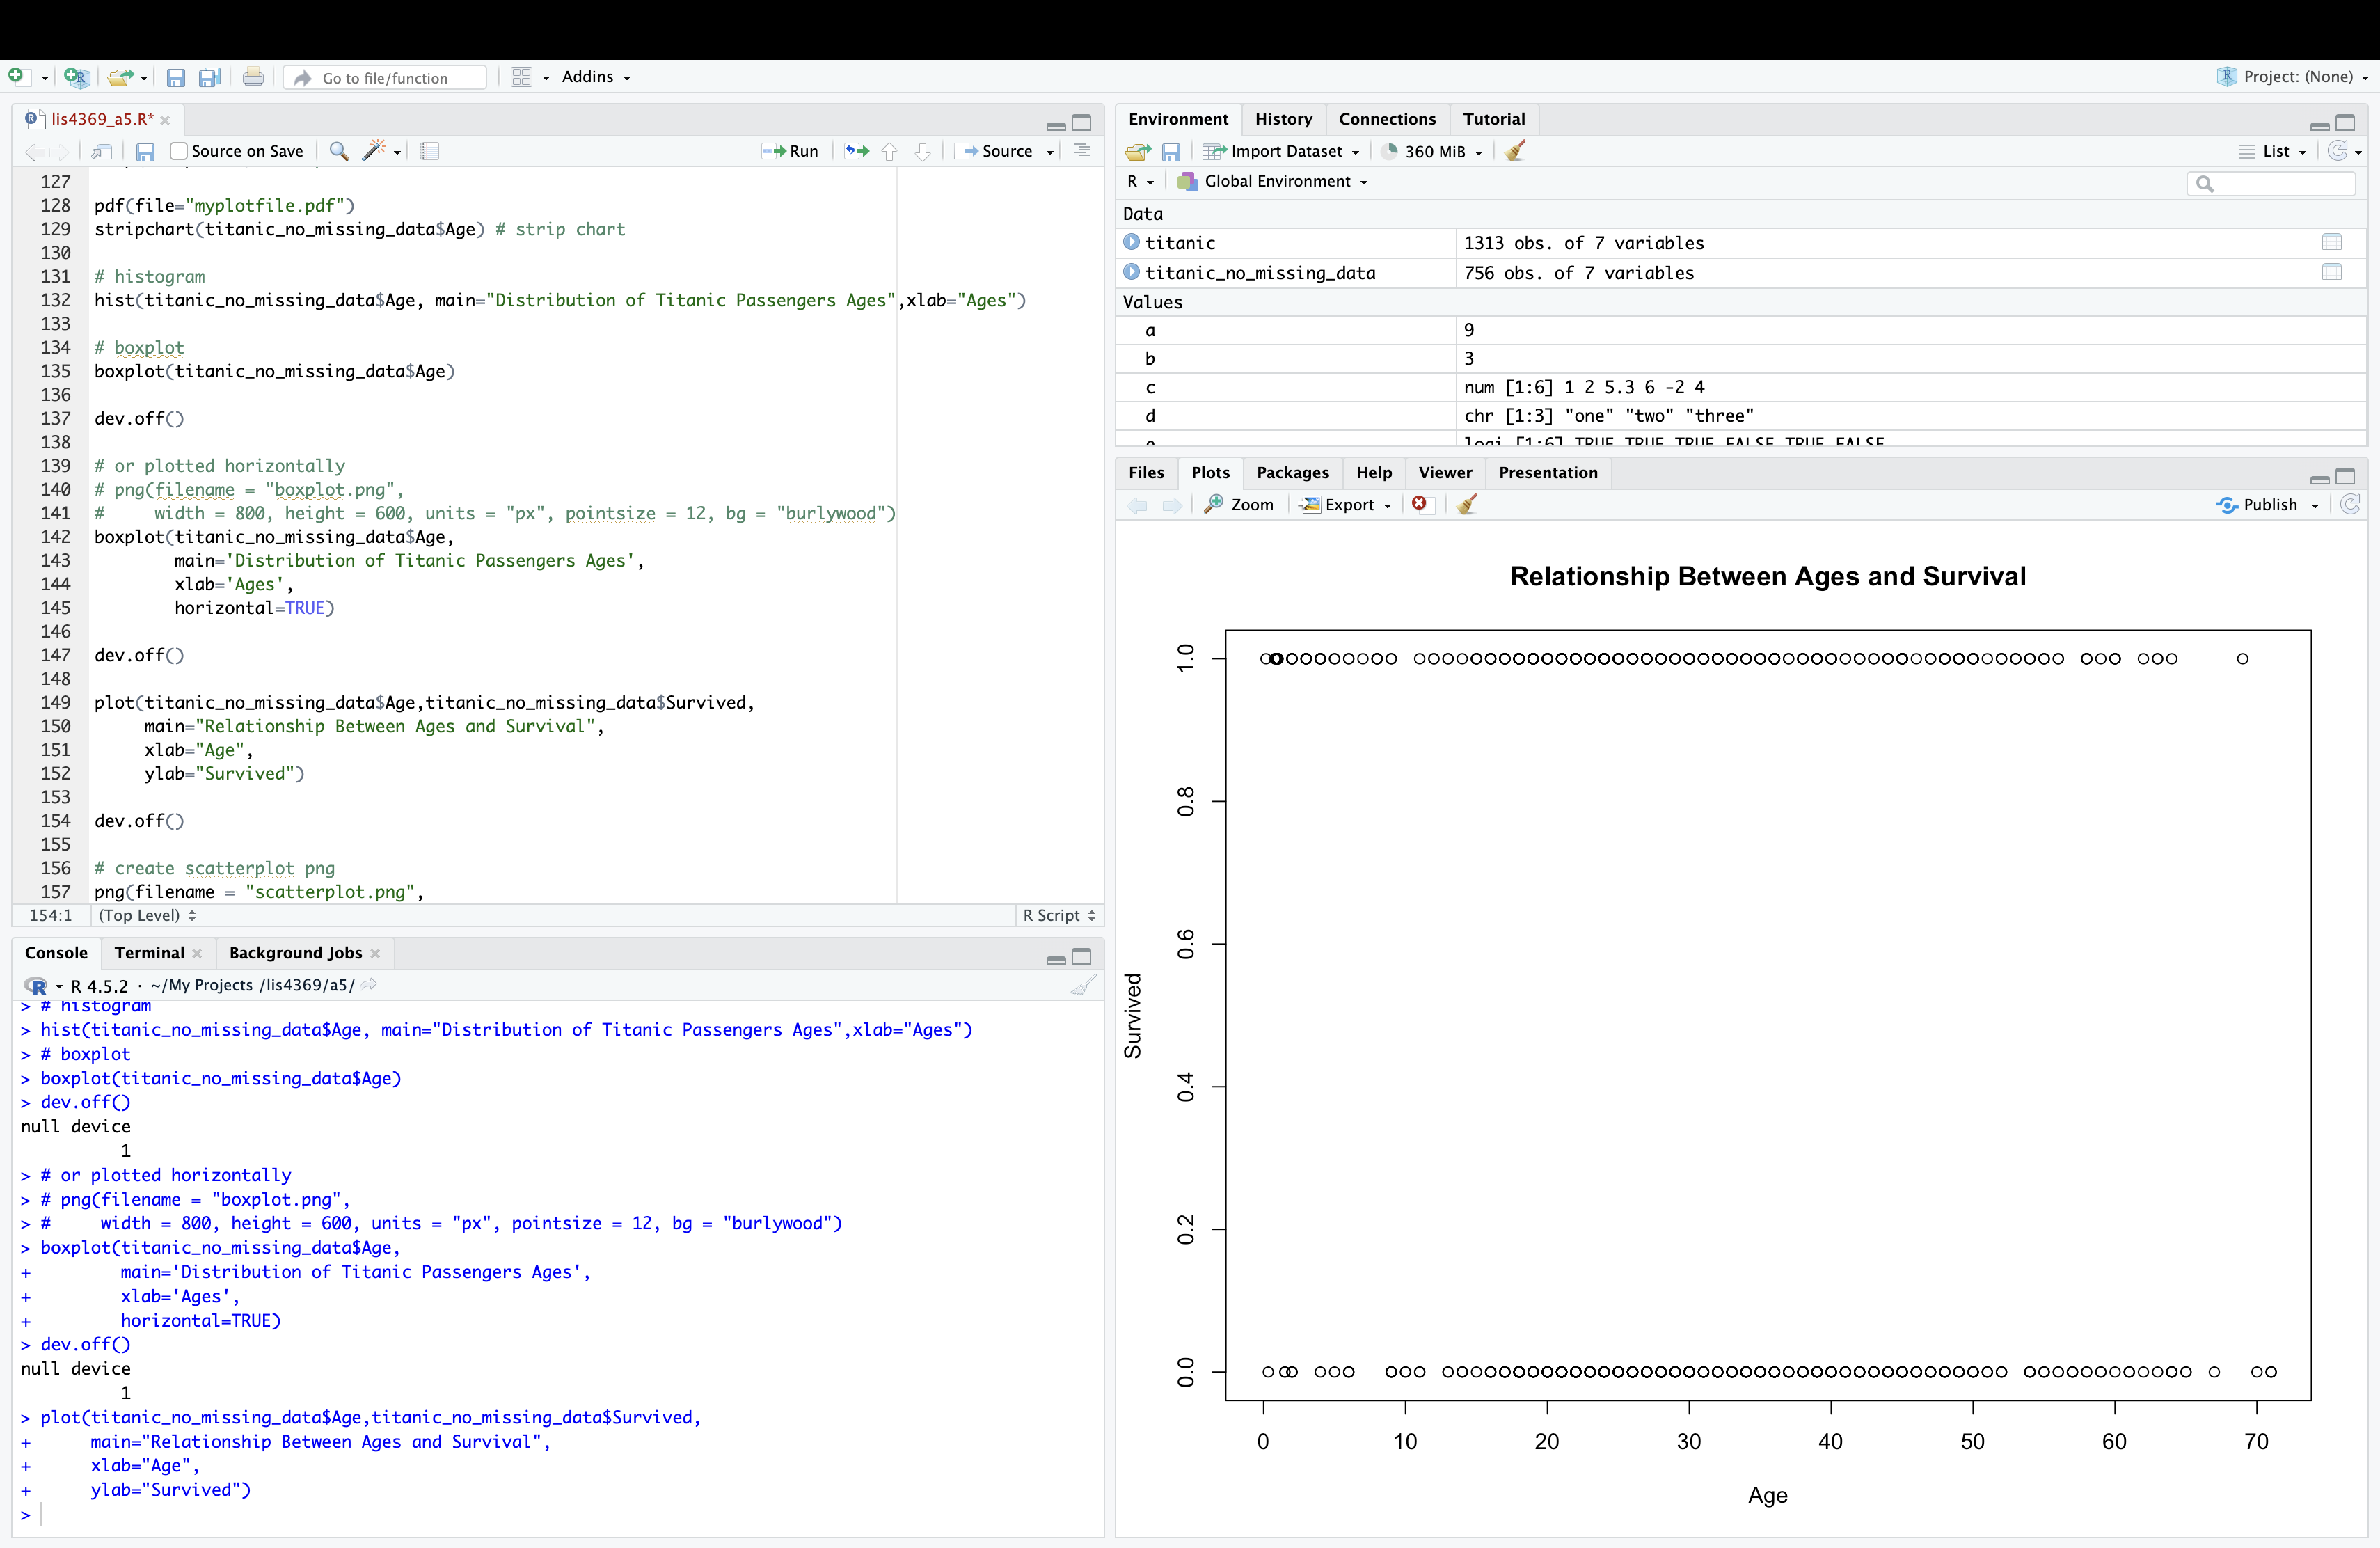 Go to file/function
Addins
Project: (None)
lis4369_a5.R*
Source on Save
Run
Source
127
128 pdf(file="myplotfile.pdf")
129 stripchart(titanic_no_missing_data$Age) # strip chart
130
131 # histogram
132 hist(titanic_no_missing_data$Age, main="Distribution of Titanic Passengers Ages",xlab="Ages")
133
134 # boxplot
135 boxplot(titanic_no_missing_data$Age)
136
137 dev.off()
138
139 # or plotted horizontally
140 # png(filename = "boxplot.png",
141 #     width = 800, height = 600, units = "px", pointsize = 12, bg = "burlywood")
142 boxplot(titanic_no_missing_data$Age,
143         main='Distribution of Titanic Passengers Ages',
144         xlab='Ages',
145         horizontal=TRUE)
146
147 dev.off()
148
149 plot(titanic_no_missing_data$Age,titanic_no_missing_data$Survived,
150      main="Relationship Between Ages and Survival",
151      xlab="Age",
152      ylab="Survived")
153
154 dev.off()
155
156 # create scatterplot png
157 png(filename = "scatterplot.png",
154:1 (Top Level) R Script
Console Terminal Background Jobs
R 4.5.2 · ~/My Projects /lis4369/a5/
> # histogram
> hist(titanic_no_missing_data$Age, main="Distribution of Titanic Passengers Ages",xlab="Ages")
> # boxplot
> boxplot(titanic_no_missing_data$Age)
> dev.off()
null device
1
> # or plotted horizontally
> # png(filename = "boxplot.png",
> #     width = 800, height = 600, units = "px", pointsize = 12, bg = "burlywood")
> boxplot(titanic_no_missing_data$Age,
+         main='Distribution of Titanic Passengers Ages',
+         xlab='Ages',
+         horizontal=TRUE)
> dev.off()
null device
1
> plot(titanic_no_missing_data$Age,titanic_no_missing_data$Survived,
+      main="Relationship Between Ages and Survival",
+      xlab="Age",
+      ylab="Survived")
>
Environment History Connections Tutorial
Import Dataset 360 MiB List
R Global Environment
Data
titanic 1313 obs. of 7 variables
titanic_no_missing_data 756 obs. of 7 variables
Values
a 9
b 3
c num [1:6] 1 2 5.3 6 -2 4
d chr [1:3] "one" "two" "three"
e logi [1:6] TRUE TRUE TRUE FALSE TRUE FALSE
Files Plots Packages Help Viewer Presentation
Zoom Export Publish
Relationship Between Ages and Survival
1.0
0.8
0.6
0.4
0.2
0.0
Survived
0 10 20 30 40 50 60 70
Age